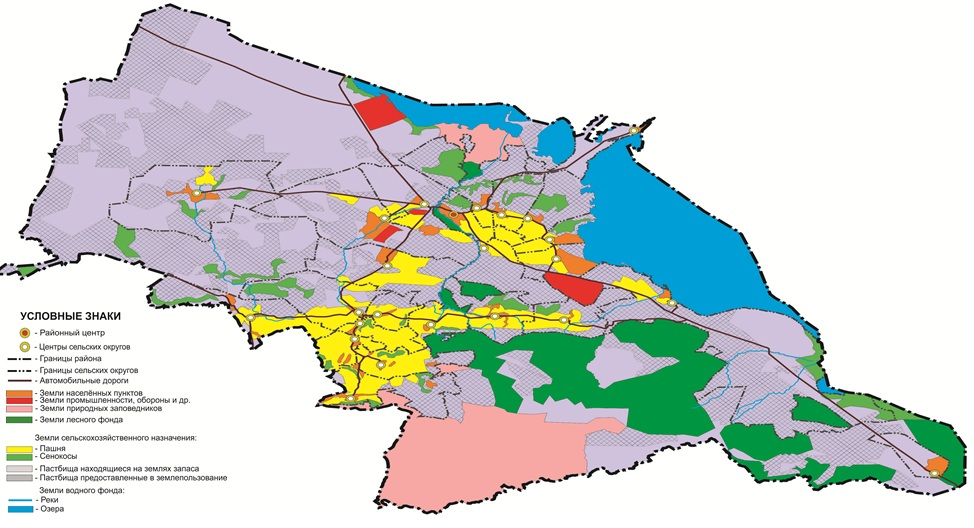 УСЛОВНЫЕ ЗНАКИ
- Районный центр
- Центры сельских округов
- Границы района
- Границы сельских округов
- Автомобильные дороги
- Земли населённых пунктов
- Земли промышленности, обороны и др.
- Земли природных заповедников
- Земли лесного фонда
Земли сельскохозяйственного назначения:
- Пашня
- Сенокосы
- Пастбища находящиеся на землях запаса
- Пастбища предоставленные в землепользование
Земли водного фонда:
- Реки
- Озера